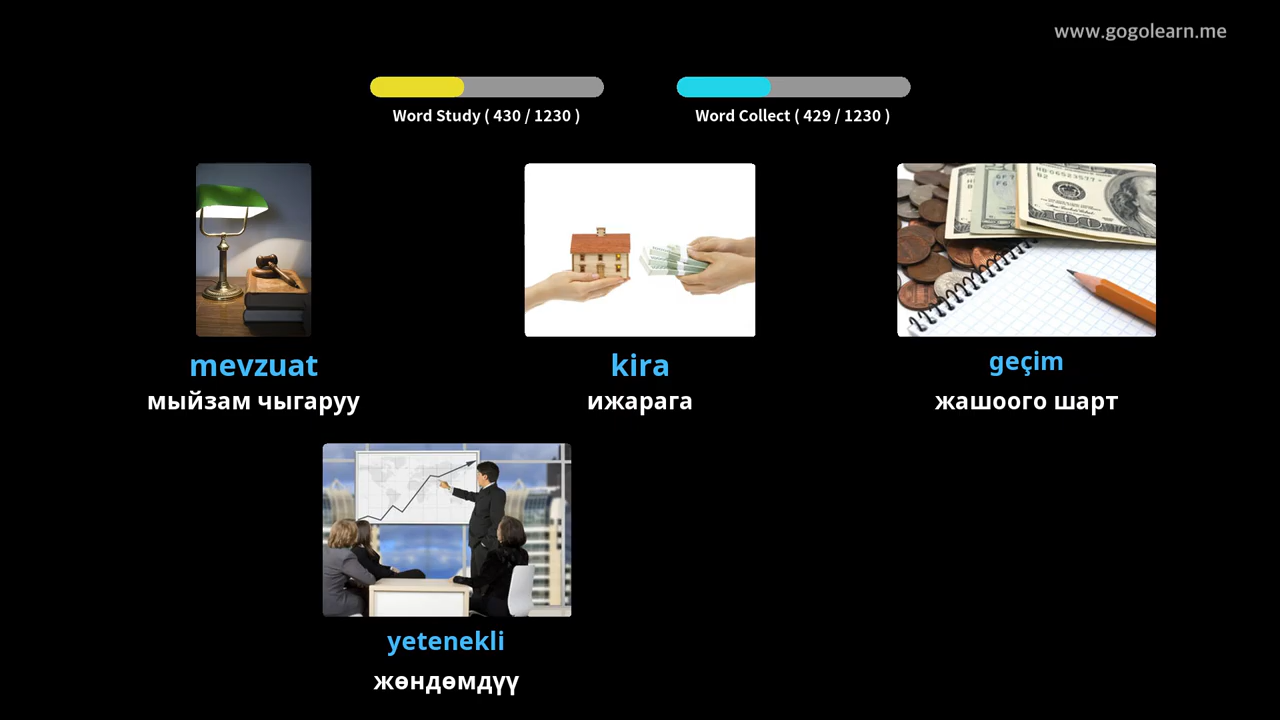 www.gogolearn.me
Word Study ( 430 / 1230 )
Word Collect ( 429 / 1230 )
mevzuat
мыйзам чыгаруу
kira
ижарага
geçim
жашоого шарт
yetenekli
жөндөмдүү